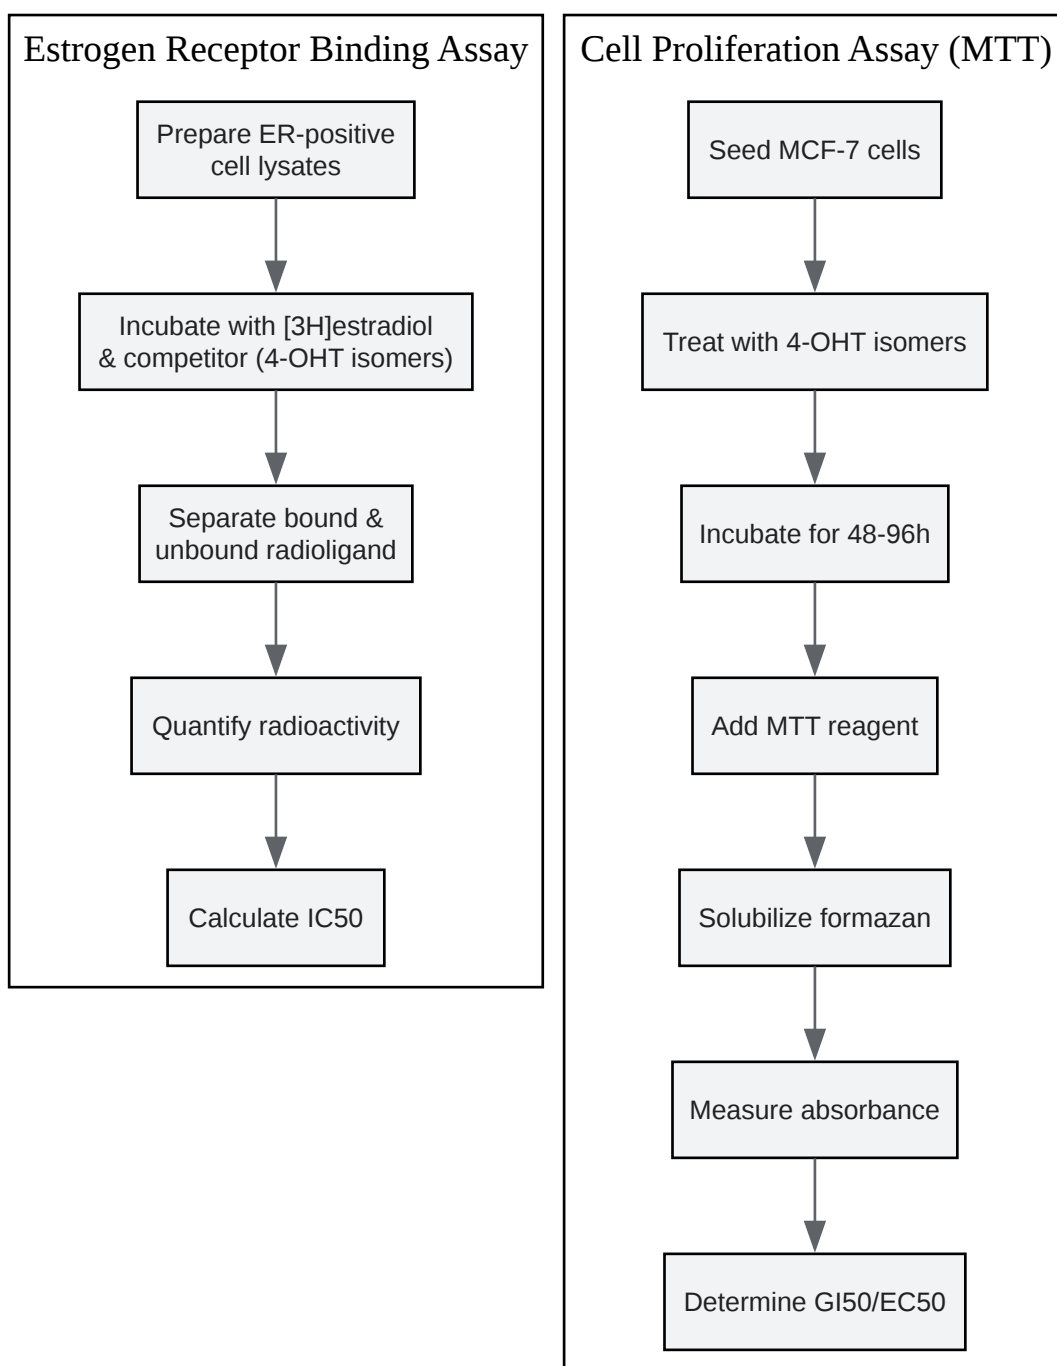 Estrogen Receptor Binding Assay
Prepare ER-positive
cell lysates
Incubate with [3H]estradiol
& competitor (4-OHT isomers)
Separate bound &
unbound radioligand
Quantify radioactivity
Calculate IC50
Cell Proliferation Assay (MTT)
Seed MCF-7 cells
Treat with 4-OHT isomers
Incubate for 48-96h
Add MTT reagent
Solubilize formazan
Measure absorbance
Determine GI50/EC50